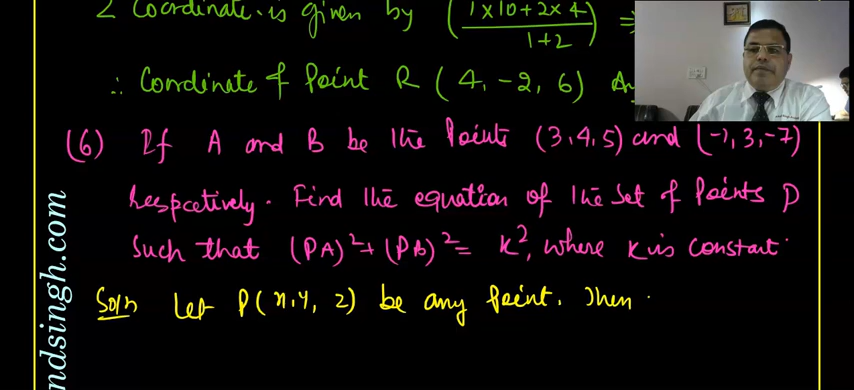 Z Coordinate is given by (1×10+2×4 / 1+2) ⇒
∴ Coordinate of Point R (4, -2, 6) An
(6) If A and B be the Points (3,4,5) and (-1,3,-7)
respcetively. Find the equation of the set of points P
such that (PA)²+(PB)² = K², where K is constant.
Soln Let P(x,y,z) be any point. Then
ndsingh.com